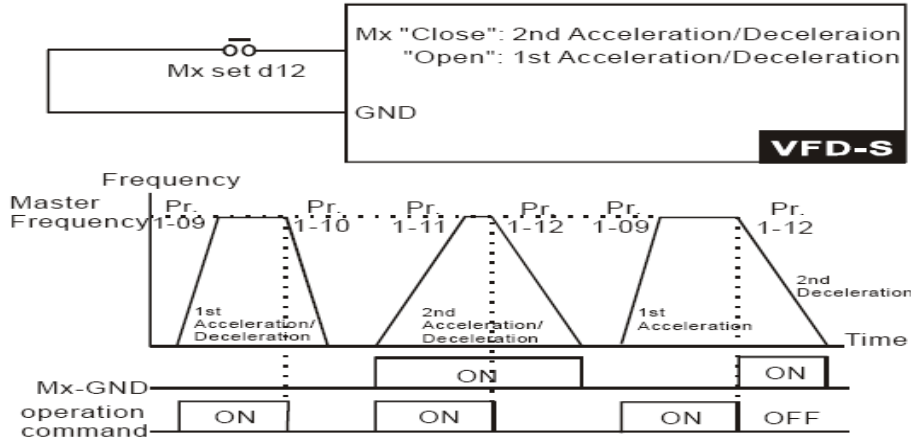 Mx "Close": 2nd Acceleration/Deceleraion
"Open": 1st Acceleration/Deceleration
Mx set d12
GND
VFD-S
Frequency
Master
Frequency
Pr.
1-09
Pr.
1-10
Pr.
1-11
Pr.
1-12
Pr.
1-09
Pr.
1-12
1st
Acceleration/
Deceleration
2nd
Acceleration/
Deceleration
1st
Acceleration
2nd
Deceleration
Time
Mx-GND
ON
ON
operation
command
ON
ON
ON
OFF